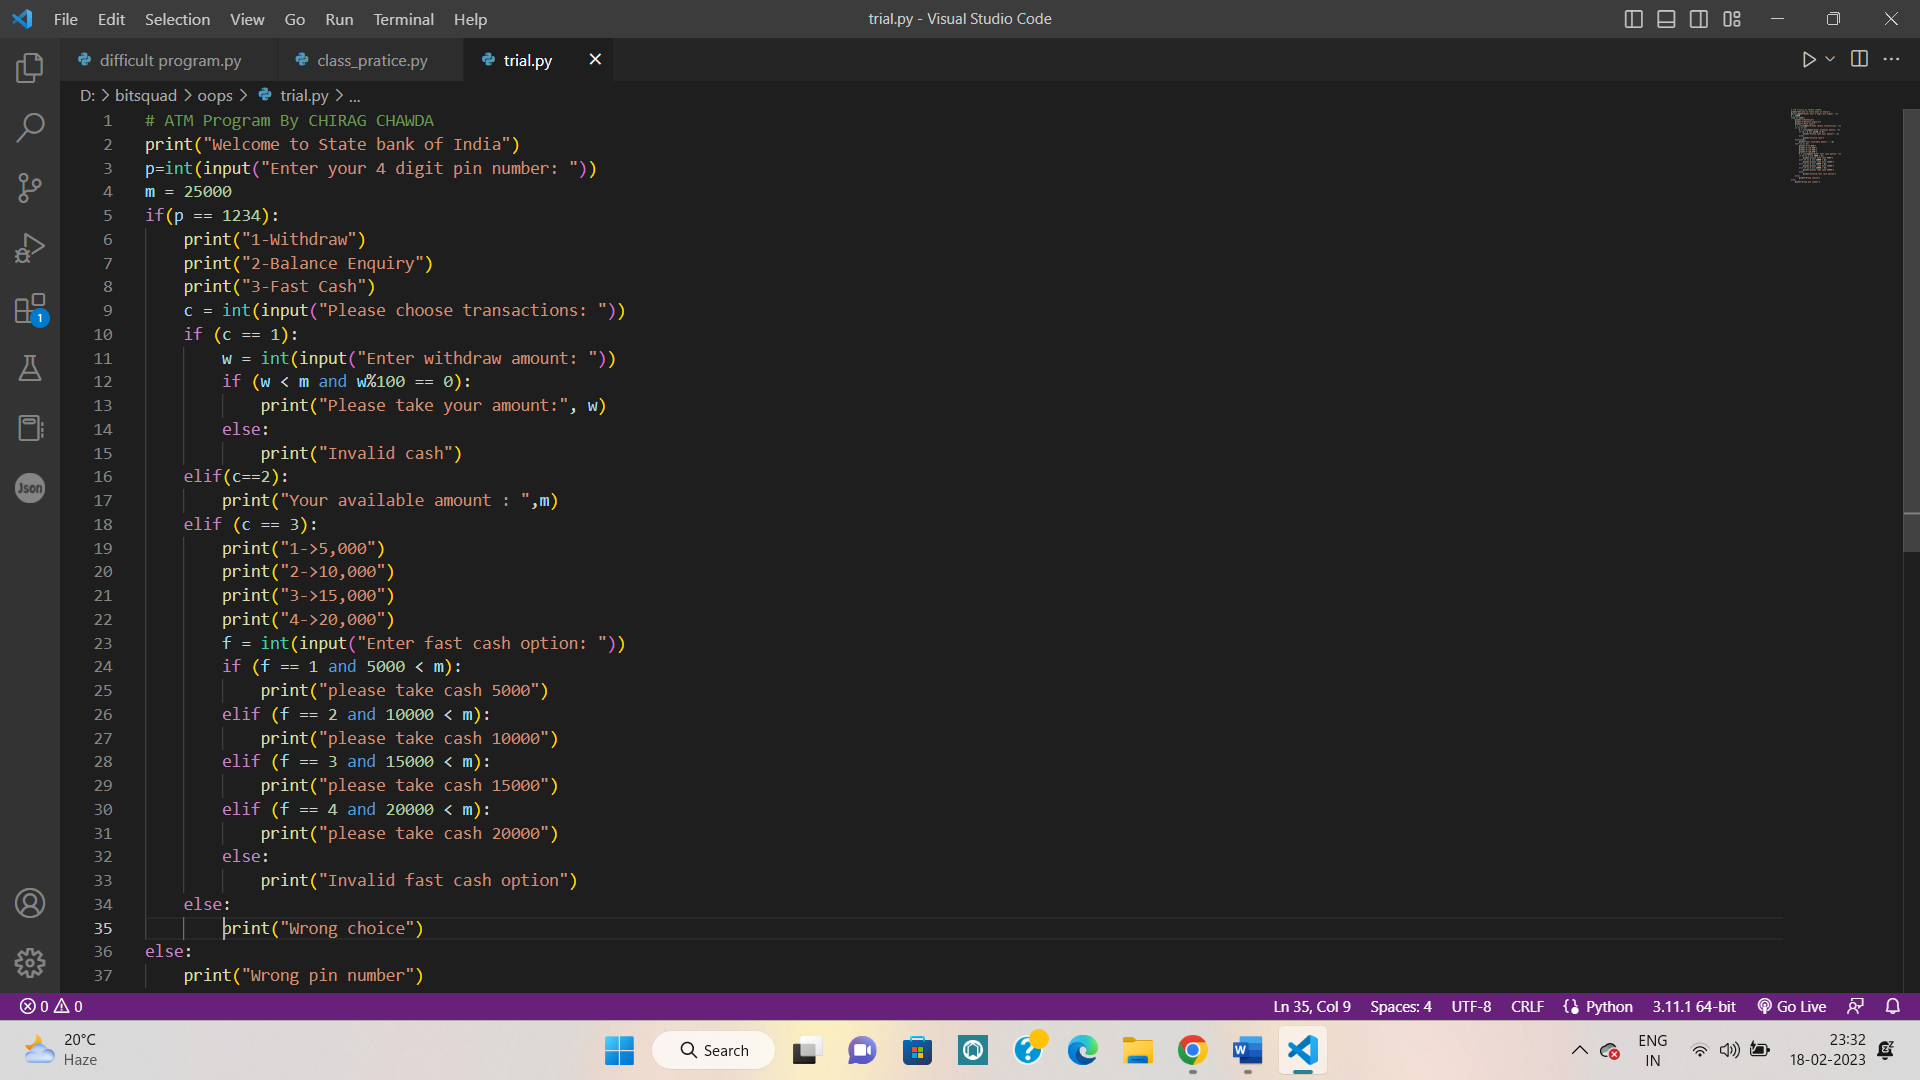 File Edit Selection View Go Run Terminal Help
trial.py - Visual Studio Code
difficult program.py class_pratice.py trial.py
D: > bitsquad > oops > trial.py > ...
1 # ATM Program By CHIRAG CHAWDA
2 print("Welcome to State bank of India")
3 p=int(input("Enter your 4 digit pin number: "))
4 m = 25000
5 if(p == 1234):
6     print("1-Withdraw")
7     print("2-Balance Enquiry")
8     print("3-Fast Cash")
9     c = int(input("Please choose transactions: "))
10     if (c == 1):
11         w = int(input("Enter withdraw amount: "))
12         if (w < m and w%100 == 0):
13             print("Please take your amount:", w)
14         else:
15             print("Invalid cash")
16     elif(c==2):
17         print("Your available amount : ",m)
18     elif (c == 3):
19         print("1->5,000")
20         print("2->10,000")
21         print("3->15,000")
22         print("4->20,000")
23         f = int(input("Enter fast cash option: "))
24         if (f == 1 and 5000 < m):
25             print("please take cash 5000")
26         elif (f == 2 and 10000 < m):
27             print("please take cash 10000")
28         elif (f == 3 and 15000 < m):
29             print("please take cash 15000")
30         elif (f == 4 and 20000 < m):
31             print("please take cash 20000")
32         else:
33             print("Invalid fast cash option")
34     else:
35         print("Wrong choice")
36 else:
37     print("Wrong pin number")
1
Json
0 0 Ln 35, Col 9 Spaces: 4 UTF-8 CRLF Python 3.11.1 64-bit Go Live
20°C
Haze
Search
ENG
IN
23:32
18-02-2023